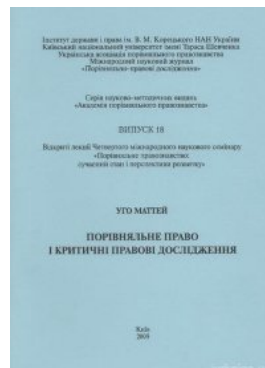 Інститут держави і права ім. В. М. Корецького НАН України
Київський національний університет імені Тараса Шевченка
Українська асоціація порівняльного правознавства
Міжнародний науковий журнал
«Порівняльно-правові дослідження»
Серія науково-методичних видань
«Академія порівняльного правознавства»
ВИПУСК 18
Відкриті лекції Четвертого міжнародного наукового семінару
«Порівняльне правознавство:
сучасний стан і перспективи розвитку»
УГО МАТТЕЙ
ПОРІВНЯЛЬНЕ ПРАВО
І КРИТИЧНІ ПРАВОВІ ДОСЛІДЖЕННЯ
Київ
2009